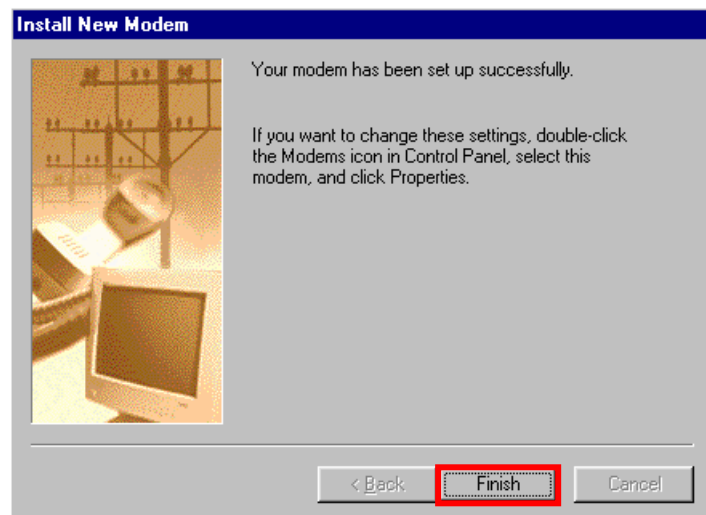 Install New Modem
Your modem has been set up successfully.
If you want to change these settings, double-click
the Modems icon in Control Panel, select this
modem, and click Properties.
< Back
Finish
Cancel